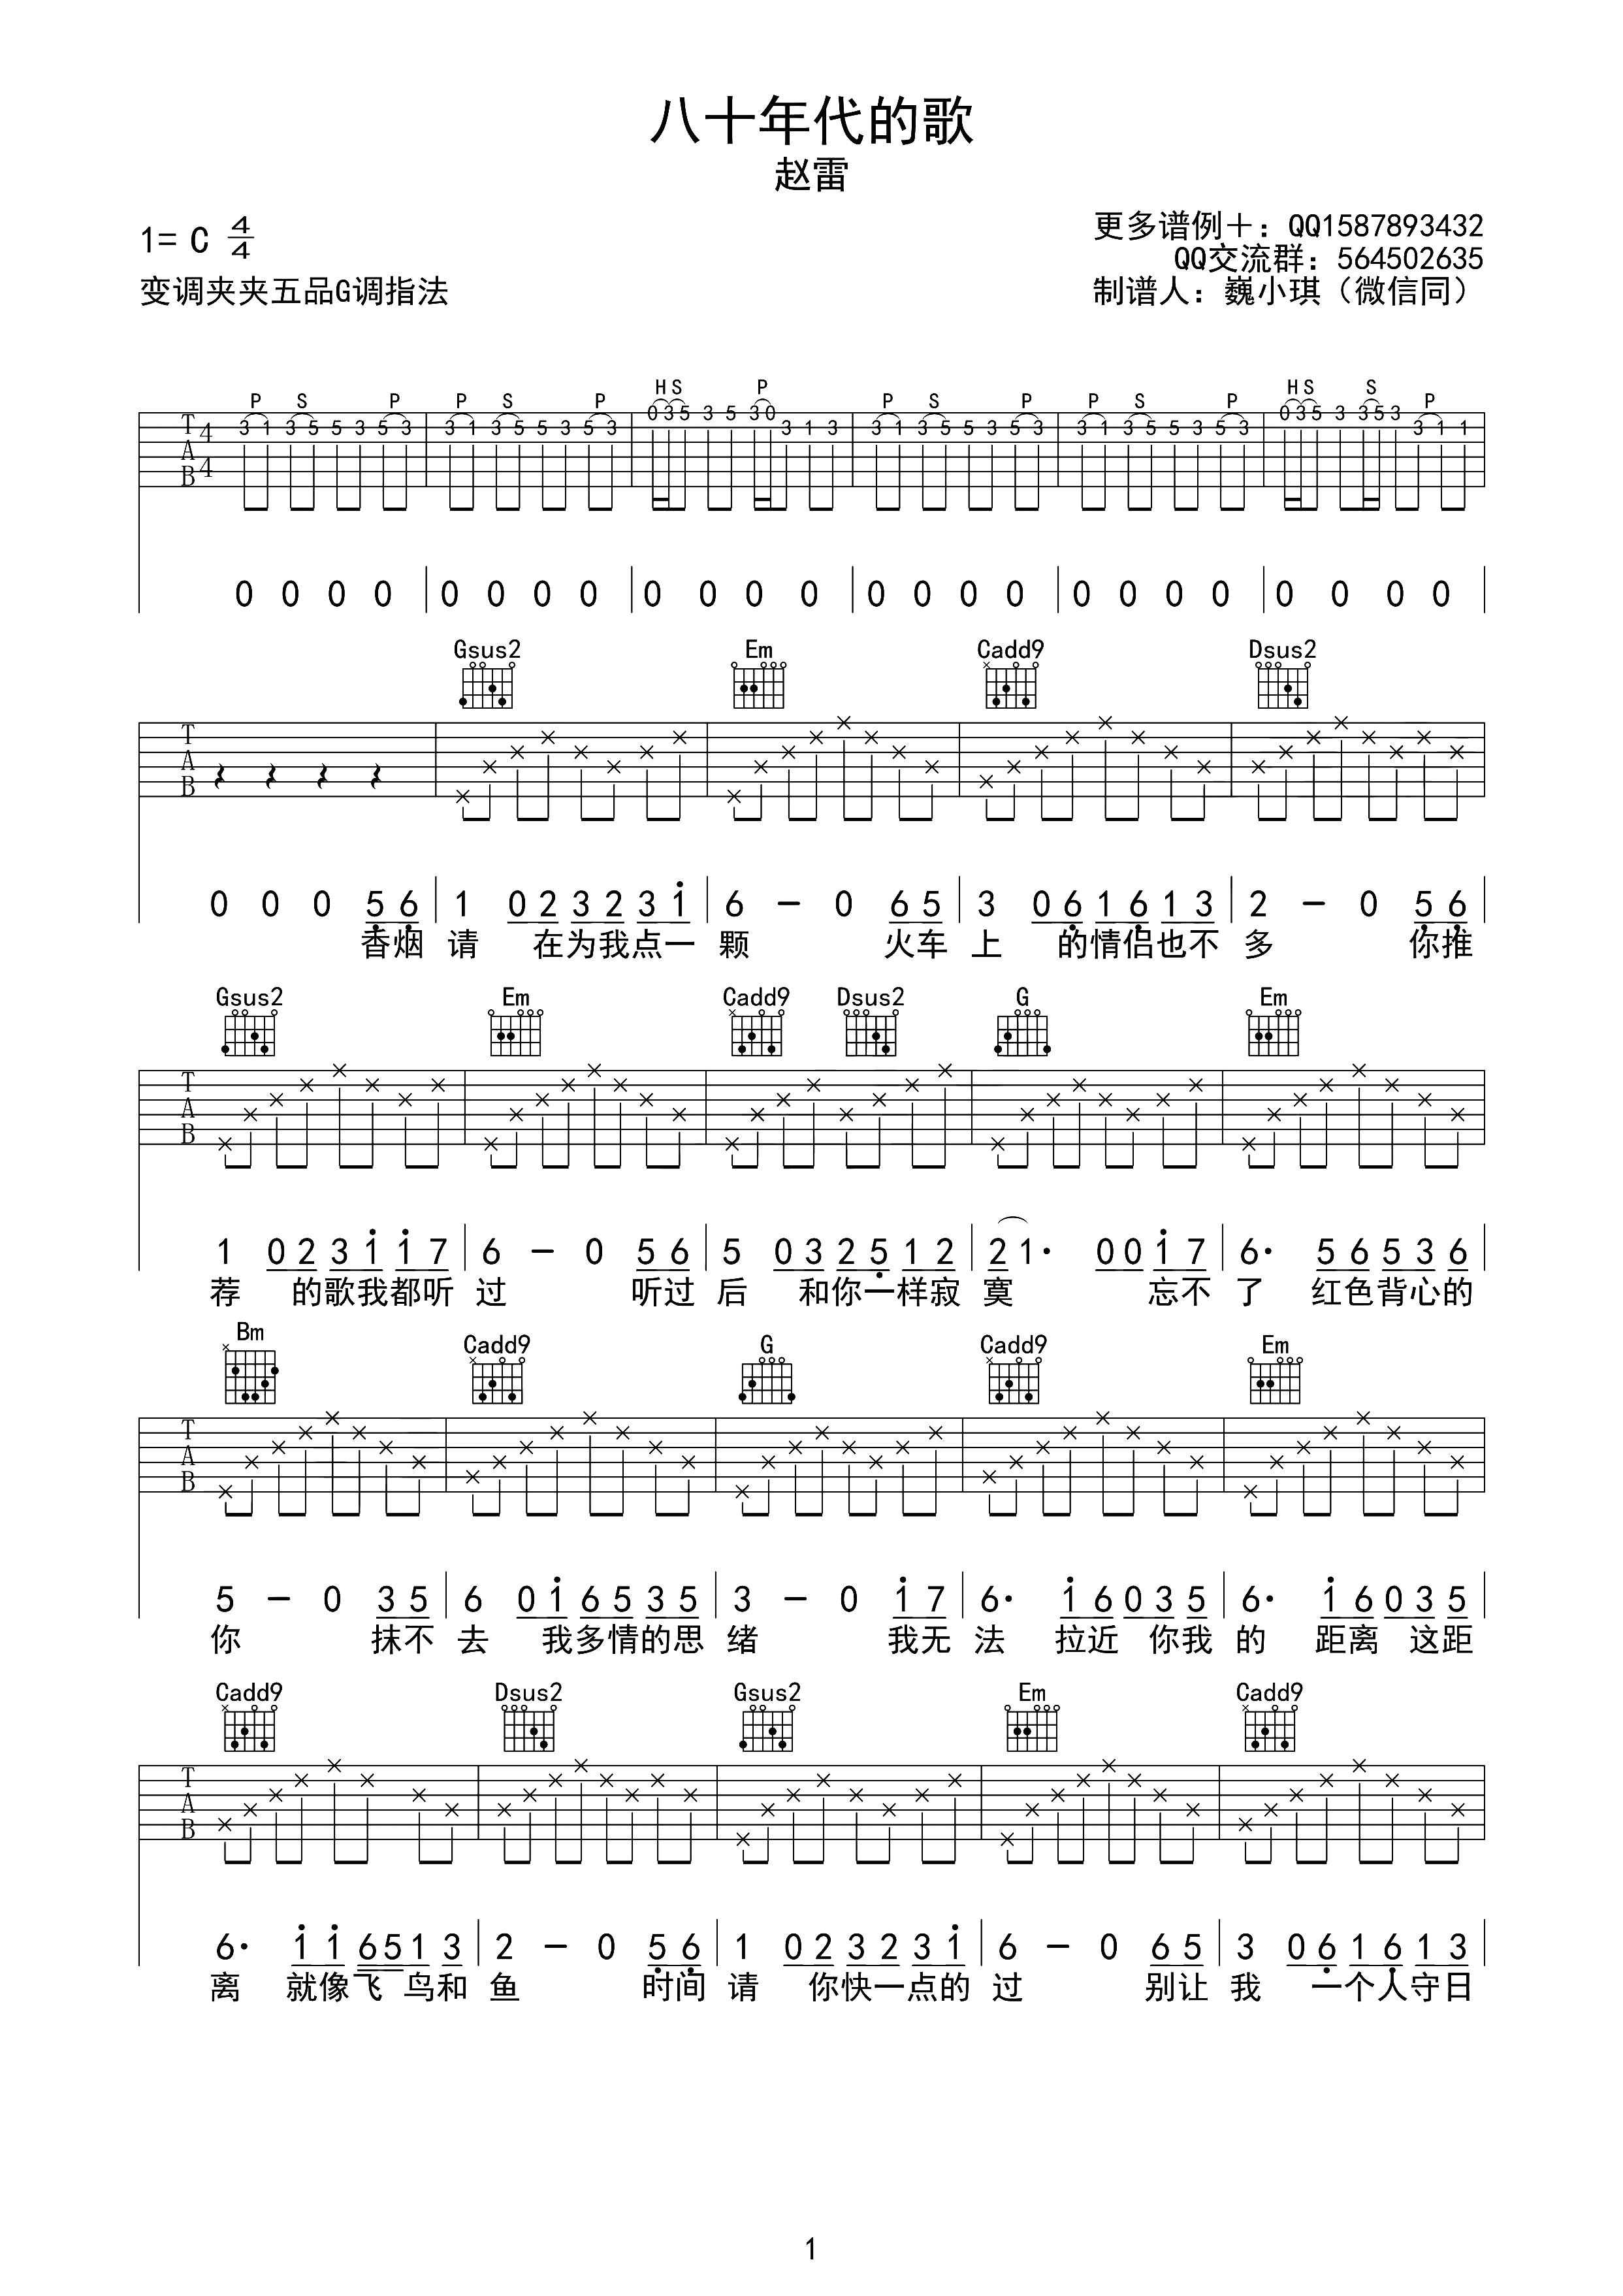 八十年代的歌
赵雷
1= C 4/4
更多谱例＋：QQ1587893432
QQ交流群：564502635
变调夹夹五品G调指法
制谱人：巍小琪（微信同）
P S P P S P H S P P S P P S P H S S P
T A B 4 4 3 1 3 5 5 3 5 3 3 1 3 5 5 3 5 3 0 3 5 3 5 3 0 3 1 3 3 1 3 5 5 3 5 3 3 1 3 5 5 3 5 3 0 3 5 3 3 5 3 3 1 1
0 0 0 0 | 0 0 0 0 | 0 0 0 0 | 0 0 0 0 | 0 0 0 0 | 0 0 0 0
Gsus2 Em Cadd9 Dsus2
T A B
0 0 0 5 6 | 1 0 2 3 2 3 1 | 6 – 0 6 5 | 3 0 6 1 6 1 3 | 2 – 0 5 6
香烟 请 在为我点一 颗 火车 上 的情侣也不 多 你推
Gsus2 Em Cadd9 Dsus2 G Em
T A B
1 0 2 3 1 1 7 | 6 – 0 5 6 | 5 0 3 2 5 1 2 | 2 1· 0 0 1 7 | 6· 5 6 5 3 6
荐 的歌我都听 过 听过 后 和你一样寂 寞 忘不 了 红色背心的
Bm Cadd9 G Cadd9 Em
T A B
5 – 0 3 5 | 6 0 1 6 5 3 5 | 3 – 0 1 7 | 6· 1 6 0 3 5 | 6· 1 6 0 3 5
你 抹不 去 我多情的思 绪 我无 法 拉近 你我 的 距离 这距
Cadd9 Dsus2 Gsus2 Em Cadd9
T A B
6· 1 1 6 5 1 3 | 2 – 0 5 6 | 1 0 2 3 2 3 1 | 6 – 0 6 5 | 3 0 6 1 6 1 3
离 就像飞 鸟和 鱼 时间 请 你快一点的 过 别让 我 一个人守日
1